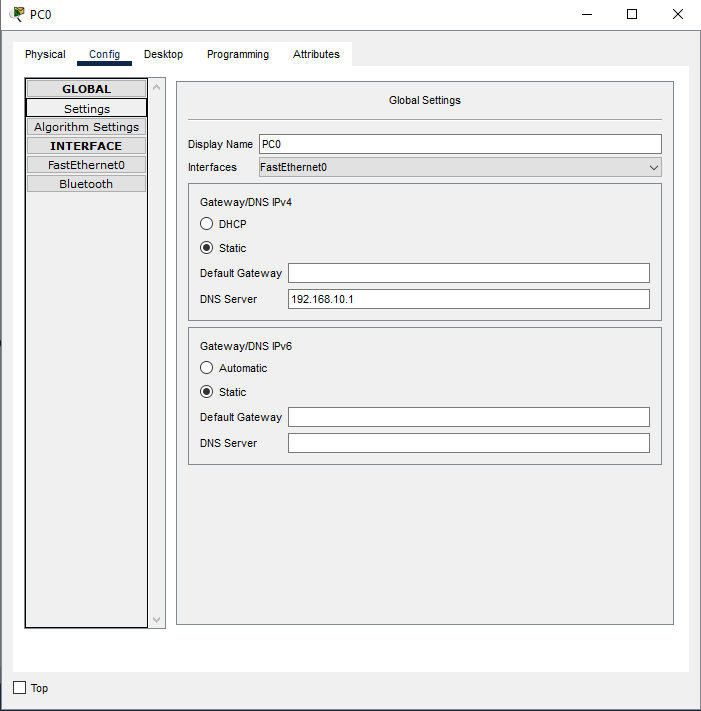 PC0
Physical Config Desktop Programming Attributes
GLOBAL
Settings
Algorithm Settings
INTERFACE
FastEthernet0
Bluetooth
Global Settings
Display Name PC0
Interfaces FastEthernet0
Gateway/DNS IPv4
DHCP
Static
Default Gateway
DNS Server 192.168.10.1
Gateway/DNS IPv6
Automatic
Static
Default Gateway
DNS Server
Top